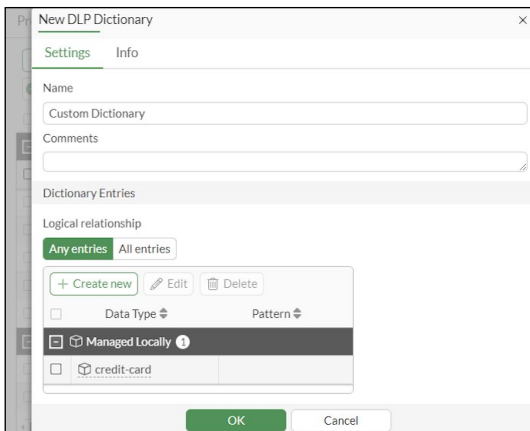 New DLP Dictionary
Settings Info
Name
Custom Dictionary
Comments
Dictionary Entries
Logical relationship
Any entries All entries
+ Create new Edit Delete
Data Type Pattern
Managed Locally 1
credit-card
OK Cancel